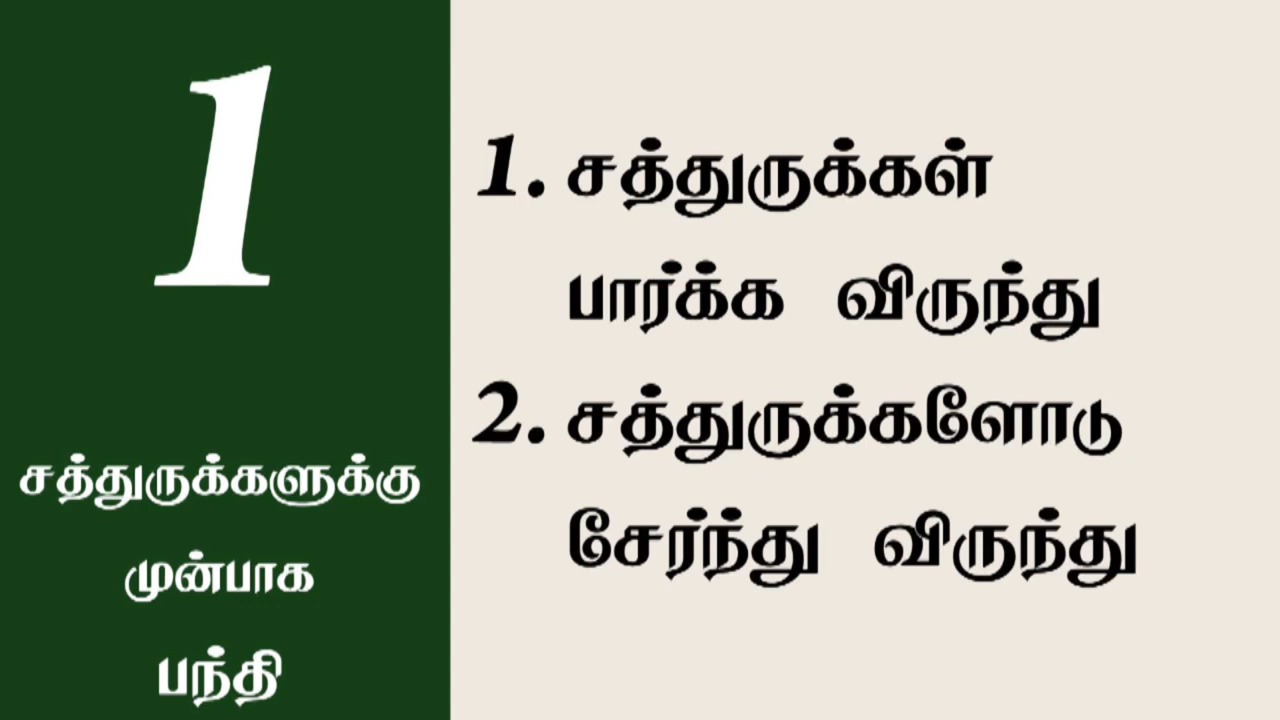 1
சத்துருக்களுக்கு
முன்பாக
பந்தி
1. சத்துருக்கள்
பார்க்க விருந்து
2. சத்துருக்களோடு
சேர்ந்து விருந்து